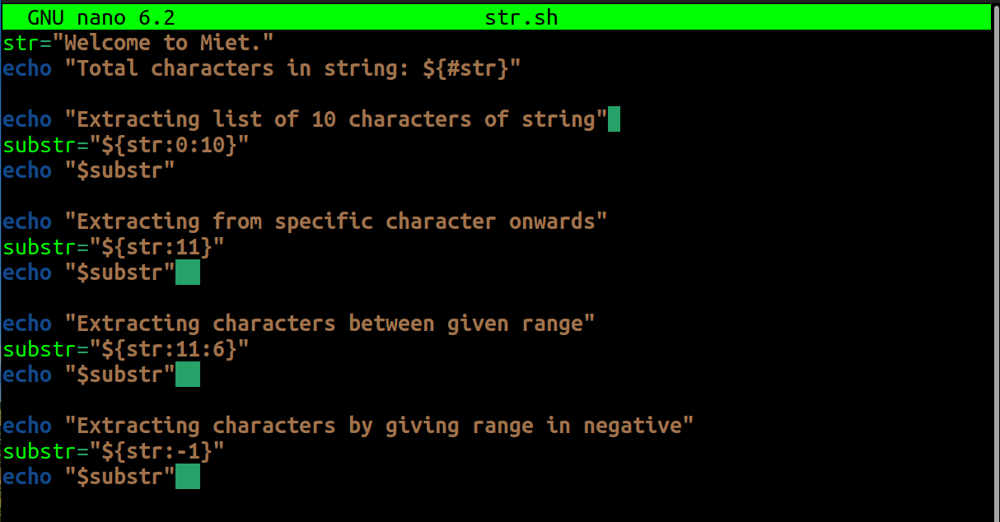 GNU nano 6.2 str.sh
str="Welcome to Miet."
echo "Total characters in string: ${#str}"
echo "Extracting list of 10 characters of string"
substr="${str:0:10}"
echo "$substr"
echo "Extracting from specific character onwards"
substr="${str:11}"
echo "$substr"
echo "Extracting characters between given range"
substr="${str:11:6}"
echo "$substr"
echo "Extracting characters by giving range in negative"
substr="${str:-1}"
echo "$substr"